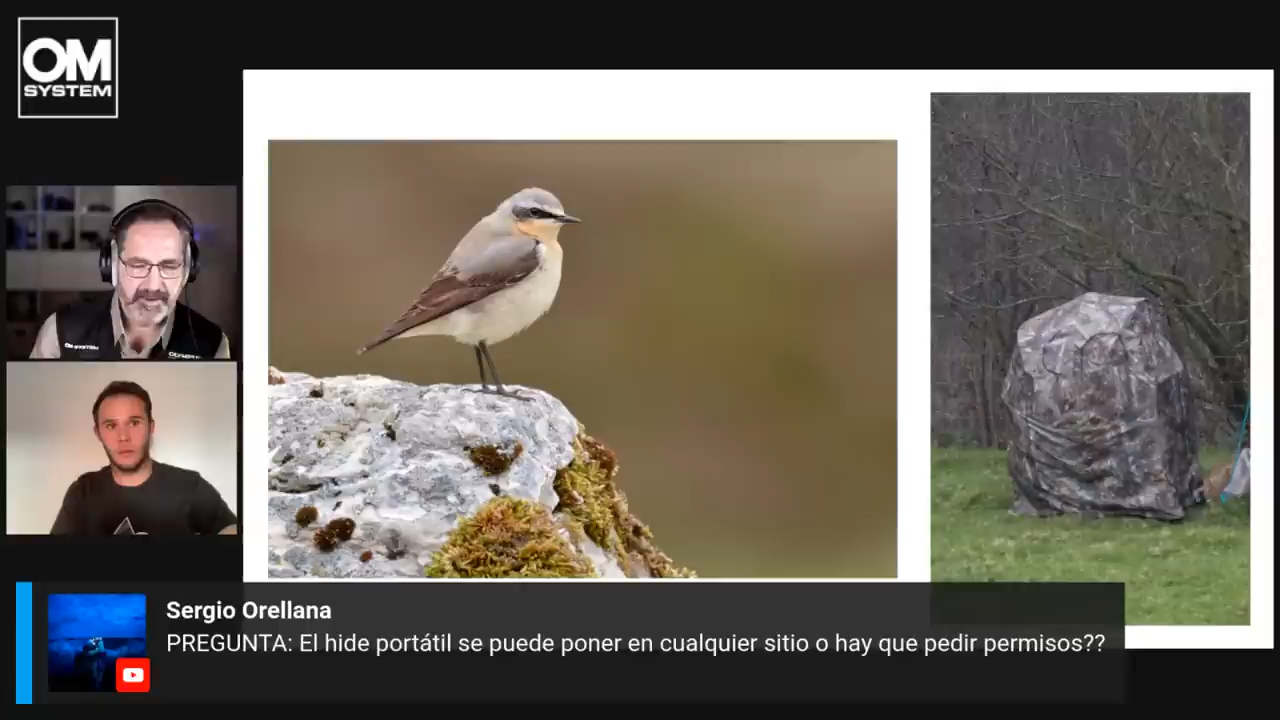 OM
SYSTEM
Sergio Orellana
PREGUNTA: El hide portátil se puede poner en cualquier sitio o hay que pedir permisos??